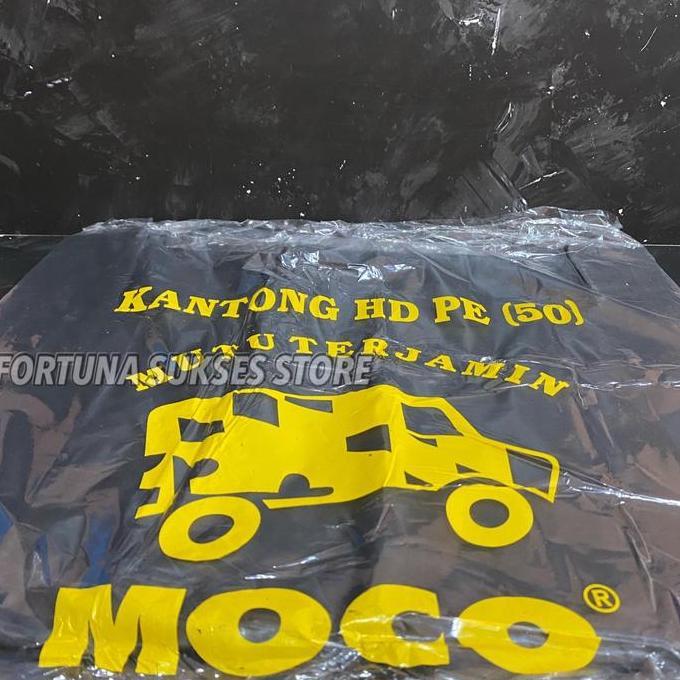 KANTONG HD PE (50)
MUTU TERJAMIN
FORTUNA SUKSES STORE
MOCO ®